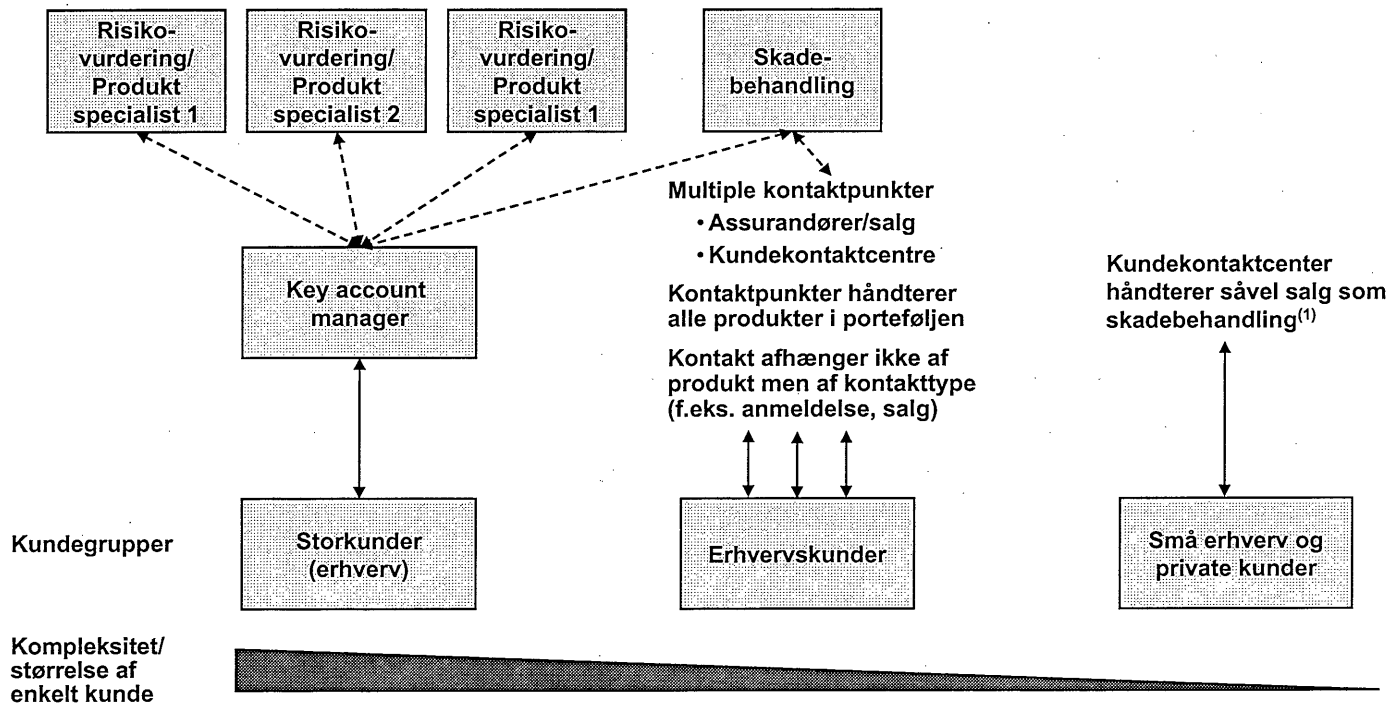 Risiko-
vurdering/
Produkt
specialist 1
Risiko-
vurdering/
Produkt
specialist 2
Risiko-
vurdering/
Produkt
specialist 1
Skade-
behandling
Multiple kontaktpunkter
• Assurandører/salg
• Kundekontaktcentre
Kontaktpunkter håndterer
alle produkter i porteføljen
Kontakt afhænger ikke af
produkt men af kontakttype
(f.eks. anmeldelse, salg)
Key account
manager
Kundekontaktcenter
håndterer såvel salg som
skadebehandling(1)
Kundegrupper
Storkunder
(erhverv)
Erhvervskunder
Små erhverv og
private kunder
Kompleksitet/
størrelse af
enkelt kunde